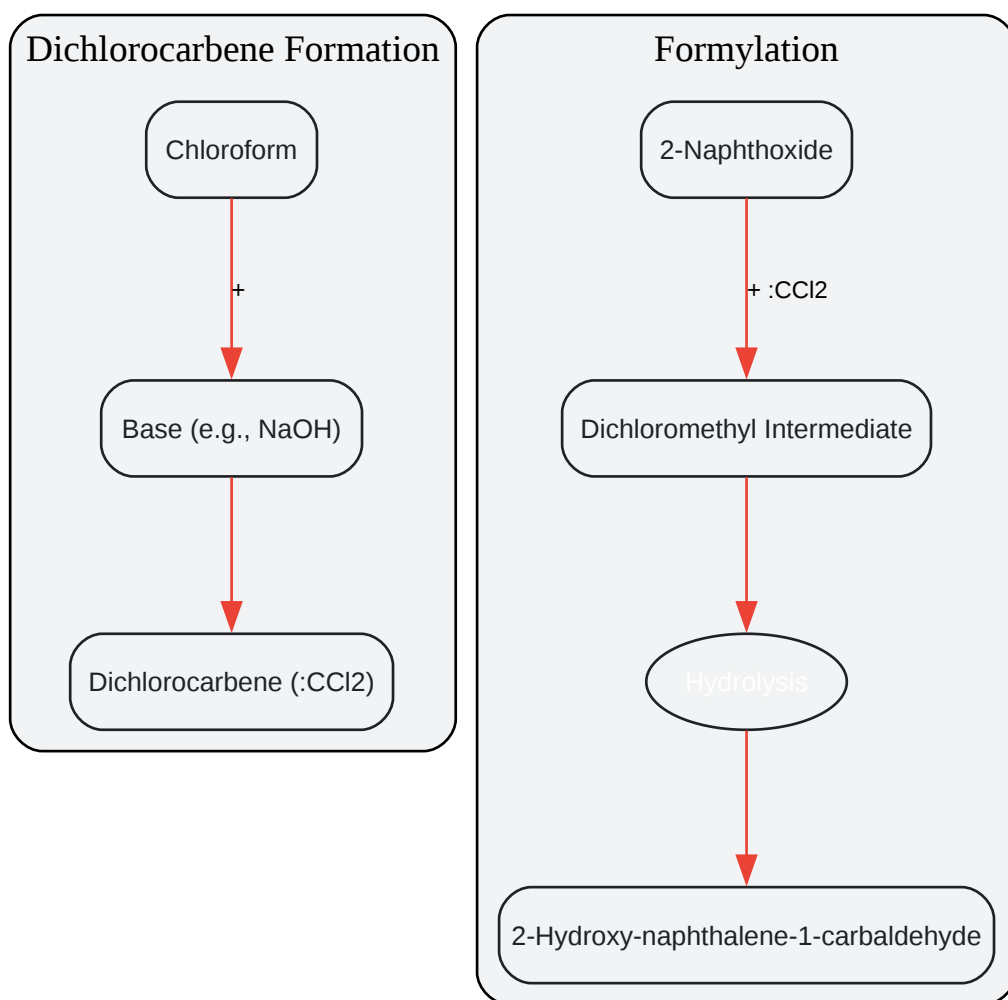 Dichlorocarbene Formation
Chloroform
+
Base (e.g., NaOH)
Dichlorocarbene (:CCl2)
Formylation
2-Naphthoxide
+ :CCl2
Dichloromethyl Intermediate
Hydrolysis
2-Hydroxy-naphthalene-1-carbaldehyde